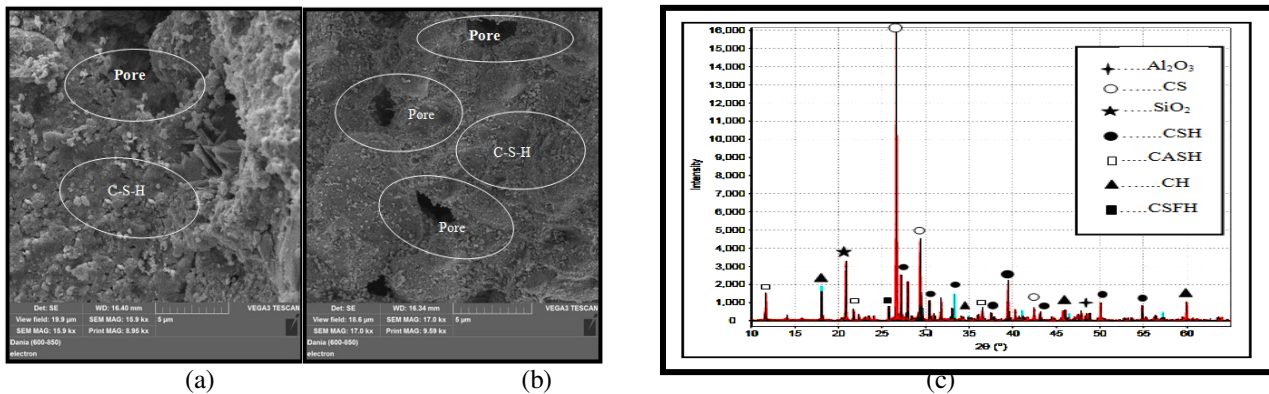 Pore
C-S-H
Det: SE WD: 16.40 mm VEGA3 TESCAN
View field: 19.9 µm SEM MAG: 15.9 kx 5 µm
SEM MAG: 15.9 kx Print MAG: 8.95 kx
Dania (600-850)
electron
(a)
Pore
Pore
C-S-H
Pore
Det: SE WD: 16.34 mm VEGA3 TESCAN
View field: 18.6 µm SEM MAG: 17.0 kx 5 µm
SEM MAG: 17.0 kx Print MAG: 9.59 kx
Dania (600-850)
electron
(b)
16,000
15,000
14,000
13,000
12,000
11,000
10,000
9,000
8,000
7,000
6,000
5,000
4,000
3,000
2,000
1,000
0
Intensity
10 15 20 25 30 35 40 45 50 55 60
2θ (°)
Al₂O₃
CS
SiO₂
CSH
CASH
CH
CSFH
(c)